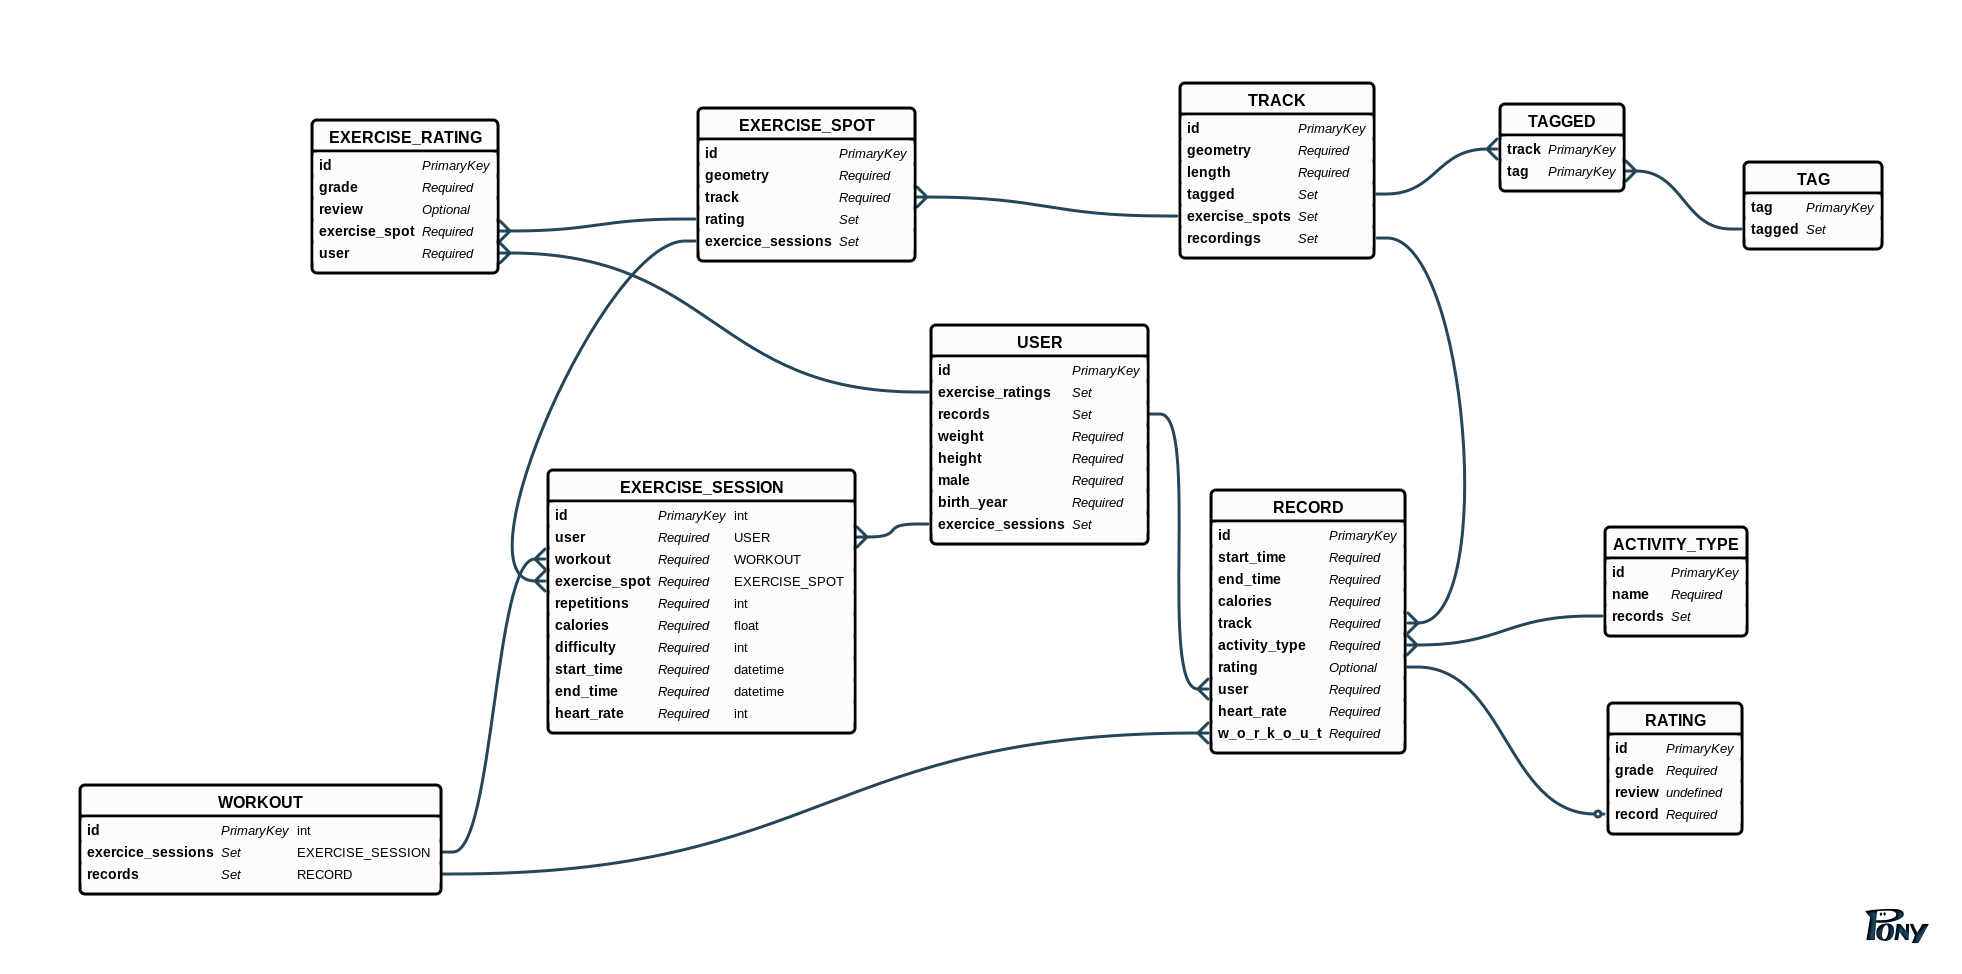 EXERCISE_RATING
id PrimaryKey
grade Required
review Optional
exercise_spot Required
user Required
EXERCISE_SPOT
id PrimaryKey
geometry Required
track Required
rating Set
exercice_sessions Set
TRACK
id PrimaryKey
geometry Required
length Required
tagged Set
exercise_spots Set
recordings Set
TAGGED
track PrimaryKey
tag PrimaryKey
TAG
tag PrimaryKey
tagged Set
USER
id PrimaryKey
exercise_ratings Set
records Set
weight Required
height Required
male Required
birth_year Required
exercice_sessions Set
EXERCISE_SESSION
id PrimaryKey int
user Required USER
workout Required WORKOUT
exercise_spot Required EXERCISE_SPOT
repetitions Required int
calories Required float
difficulty Required int
start_time Required datetime
end_time Required datetime
heart_rate Required int
RECORD
id PrimaryKey
start_time Required
end_time Required
calories Required
track Required
activity_type Required
rating Optional
user Required
heart_rate Required
w_o_r_k_o_u_t Required
ACTIVITY_TYPE
id PrimaryKey
name Required
records Set
RATING
id PrimaryKey
grade Required
review undefined
record Required
WORKOUT
id PrimaryKey int
exercice_sessions Set EXERCISE_SESSION
records Set RECORD
PONY